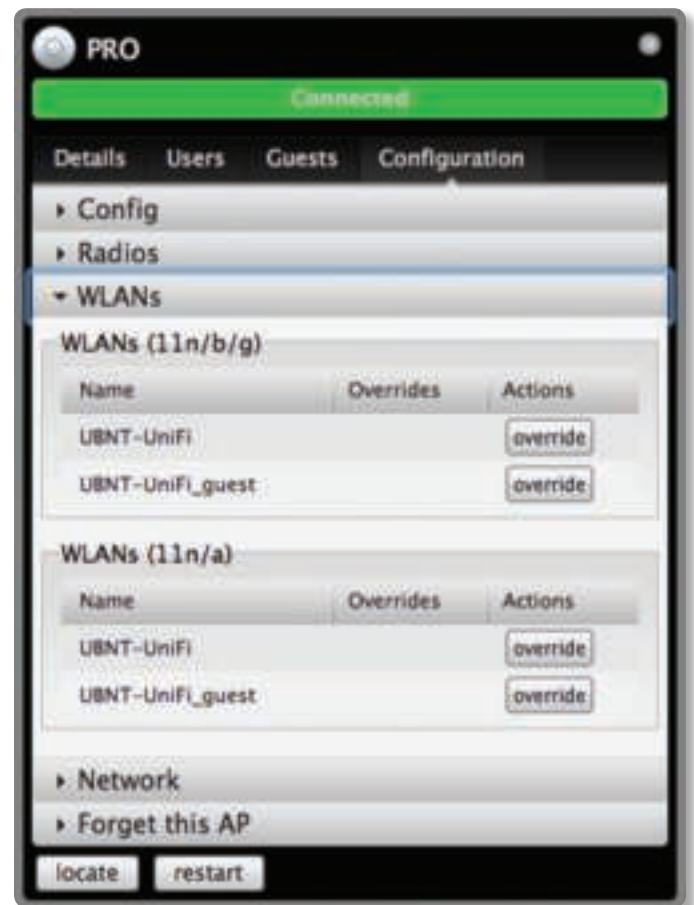 PRO
Connected
Details Users Guests Configuration
Config
Radios
WLANs
WLANs (11n/b/g)
Name Overrides Actions
UBNT-UniFi override
UBNT-UniFi_guest override
WLANs (11n/a)
Name Overrides Actions
UBNT-UniFi override
UBNT-UniFi_guest override
Network
Forget this AP
locate restart